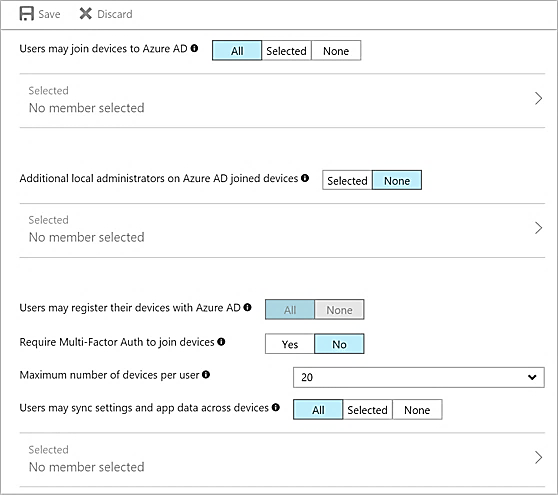 Save Discard
Users may join devices to Azure AD All Selected None
Selected
No member selected
Additional local administrators on Azure AD joined devices Selected None
Selected
No member selected
Users may register their devices with Azure AD All None
Require Multi-Factor Auth to join devices Yes No
Maximum number of devices per user 20
Users may sync settings and app data across devices All Selected None
Selected
No member selected